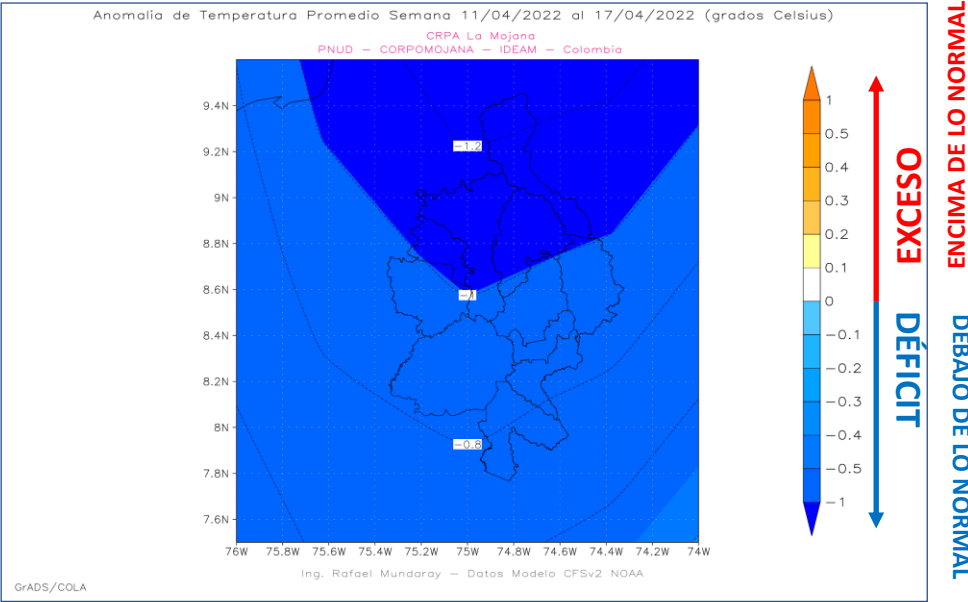 Anomalia de Temperatura Promedio Semana 11/04/2022 al 17/04/2022 (grados Celsius)
CRPA La Mojana
PNUD — CORPOMOJANA — IDEAM — Colombia
9.4N
9.2N
9N
8.8N
8.6N
8.4N
8.2N
8N
7.8N
7.6N
−1.2
−1
−0.8
76W 75.8W 75.6W 75.4W 75.2W 75W 74.8W 74.6W 74.4W 74.2W 74W
1
0.5
0.4
0.3
0.2
0.1
0
−0.1
−0.2
−0.3
−0.4
−0.5
−1
EXCESO
DÉFICIT
ENCIMA DE LO NORMAL
DEBAJO DE LO NORMAL
Ing. Rafael Mundaray — Datos Modelo CFSv2 NOAA
GrADS/COLA